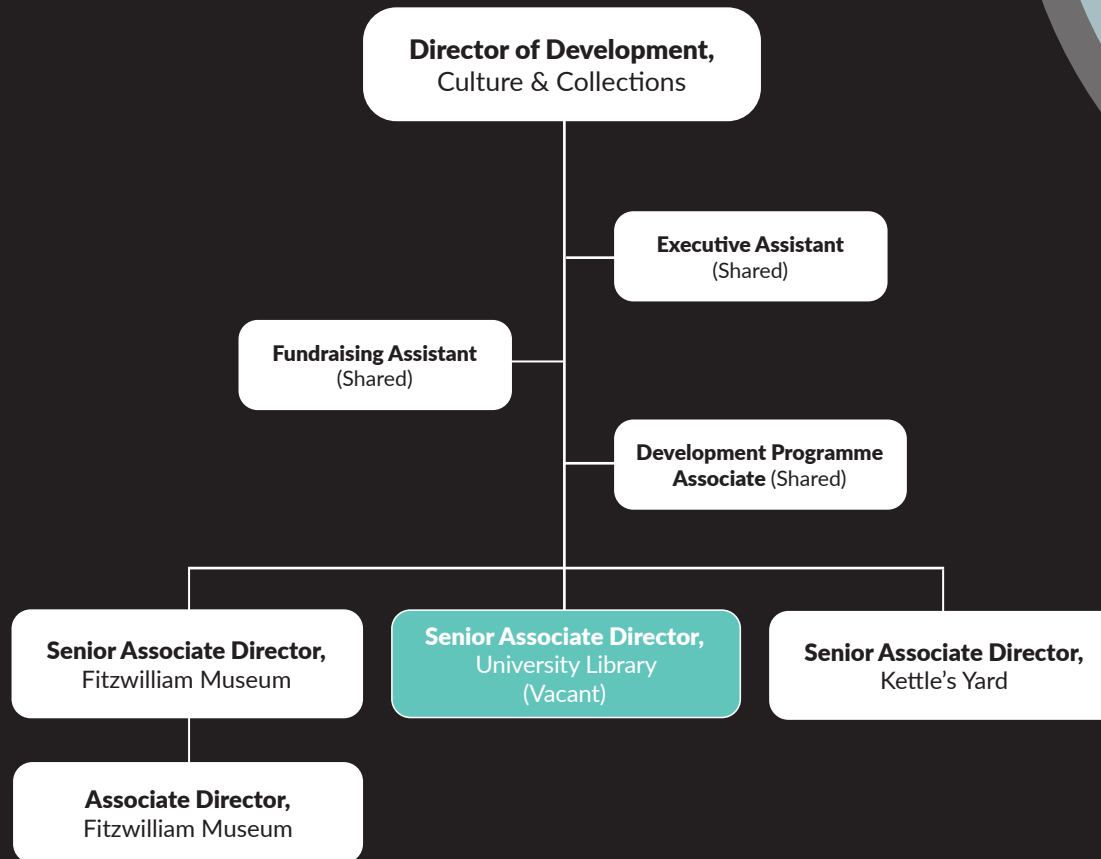 Director of Development,
Culture & Collections
Executive Assistant
(Shared)
Fundraising Assistant
(Shared)
Development Programme
Associate (Shared)
Senior Associate Director,
Fitzwilliam Museum
Senior Associate Director,
University Library
(Vacant)
Senior Associate Director,
Kettle’s Yard
Associate Director,
Fitzwilliam Museum